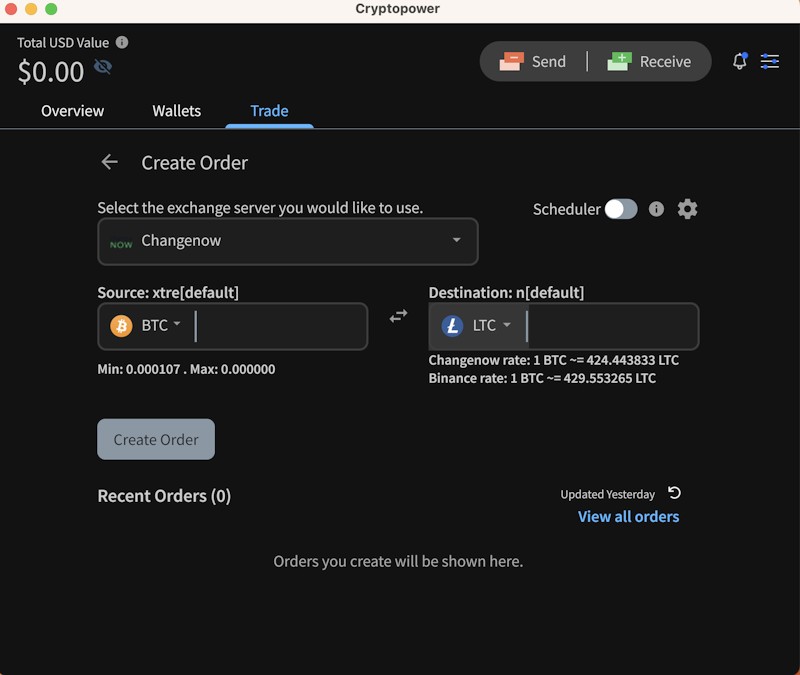 Cryptopower
Total USD Value
$0.00
Send
Receive
Overview
Wallets
Trade
Create Order
Select the exchange server you would like to use.
Scheduler
NOW
Changenow
Source: xtre[default]
Destination: n[default]
BTC
LTC
Min: 0.000107 . Max: 0.000000
Changenow rate: 1 BTC ~= 424.443833 LTC
Binance rate: 1 BTC ~= 429.553265 LTC
Create Order
Recent Orders (0)
Updated Yesterday
View all orders
Orders you create will be shown here.